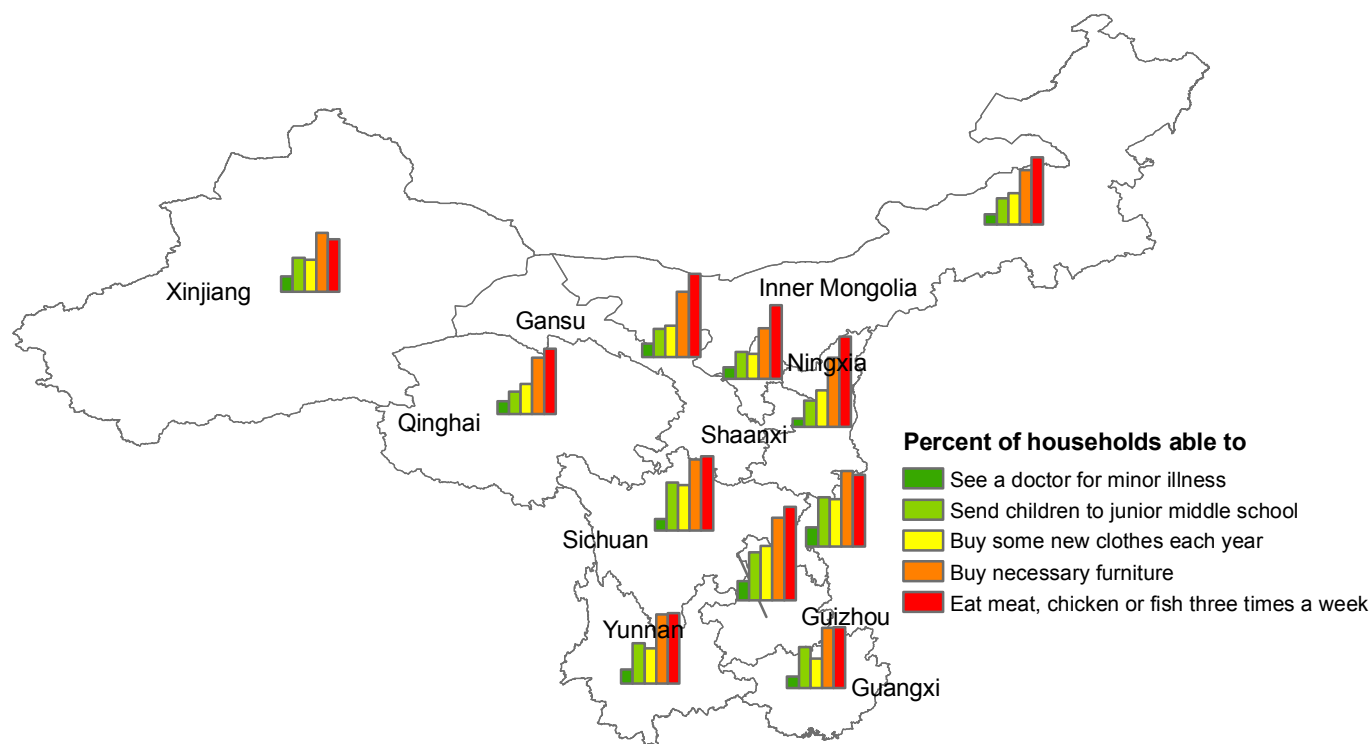 Xinjiang
Inner Mongolia
Gansu
Ningxia
Qinghai
Shaanxi
Sichuan
Yunnan
Guizhou
Guangxi
Percent of households able to
See a doctor for minor illness
Send children to junior middle school
Buy some new clothes each year
Buy necessary furniture
Eat meat, chicken or fish three times a week